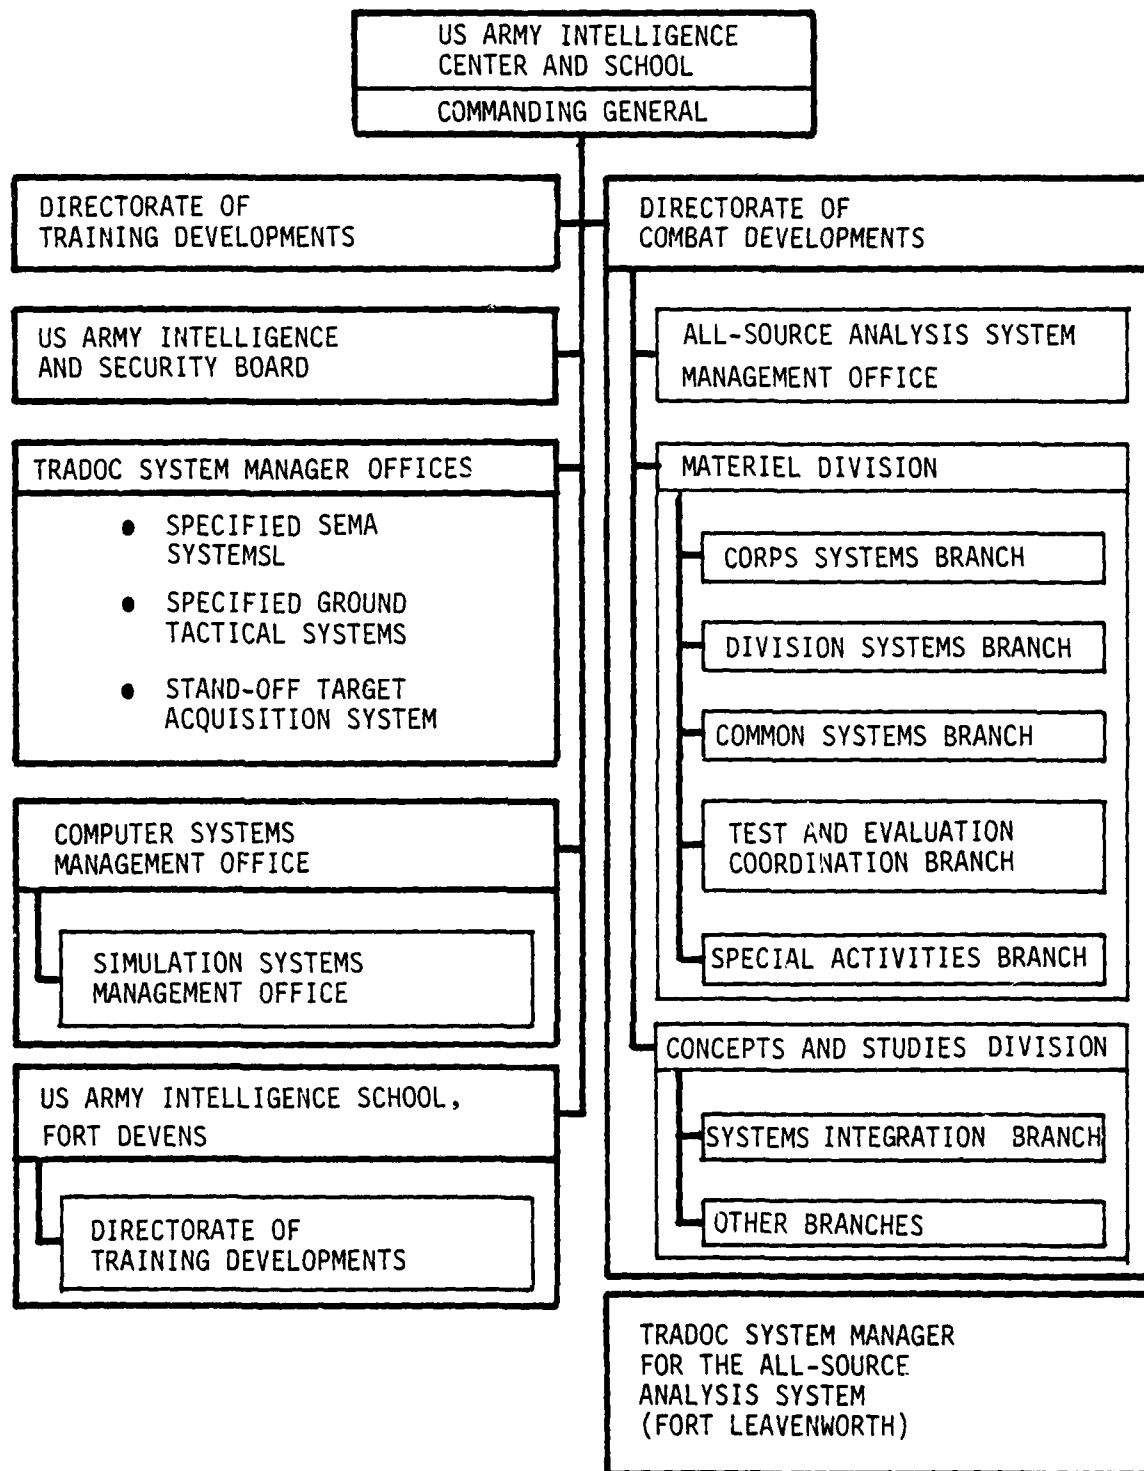 US ARMY INTELLIGENCE
CENTER AND SCHOOL
COMMANDING GENERAL
DIRECTORATE OF
TRAINING DEVELOPMENTS
US ARMY INTELLIGENCE
AND SECURITY BOARD
TRADOC SYSTEM MANAGER OFFICES
● SPECIFIED SEMA
SYSTEMSL
● SPECIFIED GROUND
TACTICAL SYSTEMS
● STAND-OFF TARGET
ACQUISITION SYSTEM
COMPUTER SYSTEMS
MANAGEMENT OFFICE
SIMULATION SYSTEMS
MANAGEMENT OFFICE
US ARMY INTELLIGENCE SCHOOL,
FORT DEVENS
DIRECTORATE OF
TRAINING DEVELOPMENTS
DIRECTORATE OF
COMBAT DEVELOPMENTS
ALL-SOURCE ANALYSIS SYSTEM
MANAGEMENT OFFICE
MATERIEL DIVISION
CORPS SYSTEMS BRANCH
DIVISION SYSTEMS BRANCH
COMMON SYSTEMS BRANCH
TEST AND EVALUATION
COORDINATION BRANCH
SPECIAL ACTIVITIES BRANCH
CONCEPTS AND STUDIES DIVISION
SYSTEMS INTEGRATION BRANCH
OTHER BRANCHES
TRADOC SYSTEM MANAGER
FOR THE ALL-SOURCE
ANALYSIS SYSTEM
(FORT LEAVENWORTH)